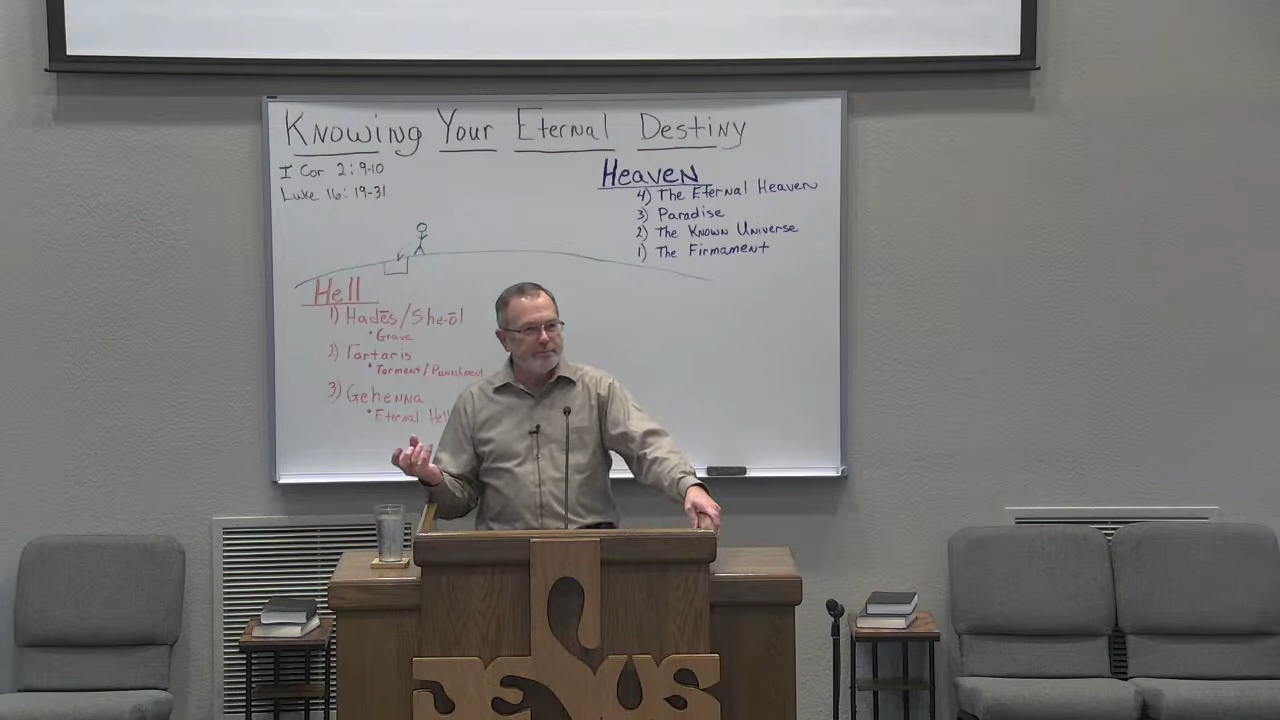 Knowing Your Eternal Destiny
I Cor 2:9-10
Luke 16:19-31
Heaven
4) The Eternal Heaven
3) Paradise
2) The Known Universe
1) The Firmament
Hell
1) Hadēs/She-ōl
• Grave
2) Tartaris
• Torment/Punishment
3) Gehenna
• Eternal Hell
JESUS